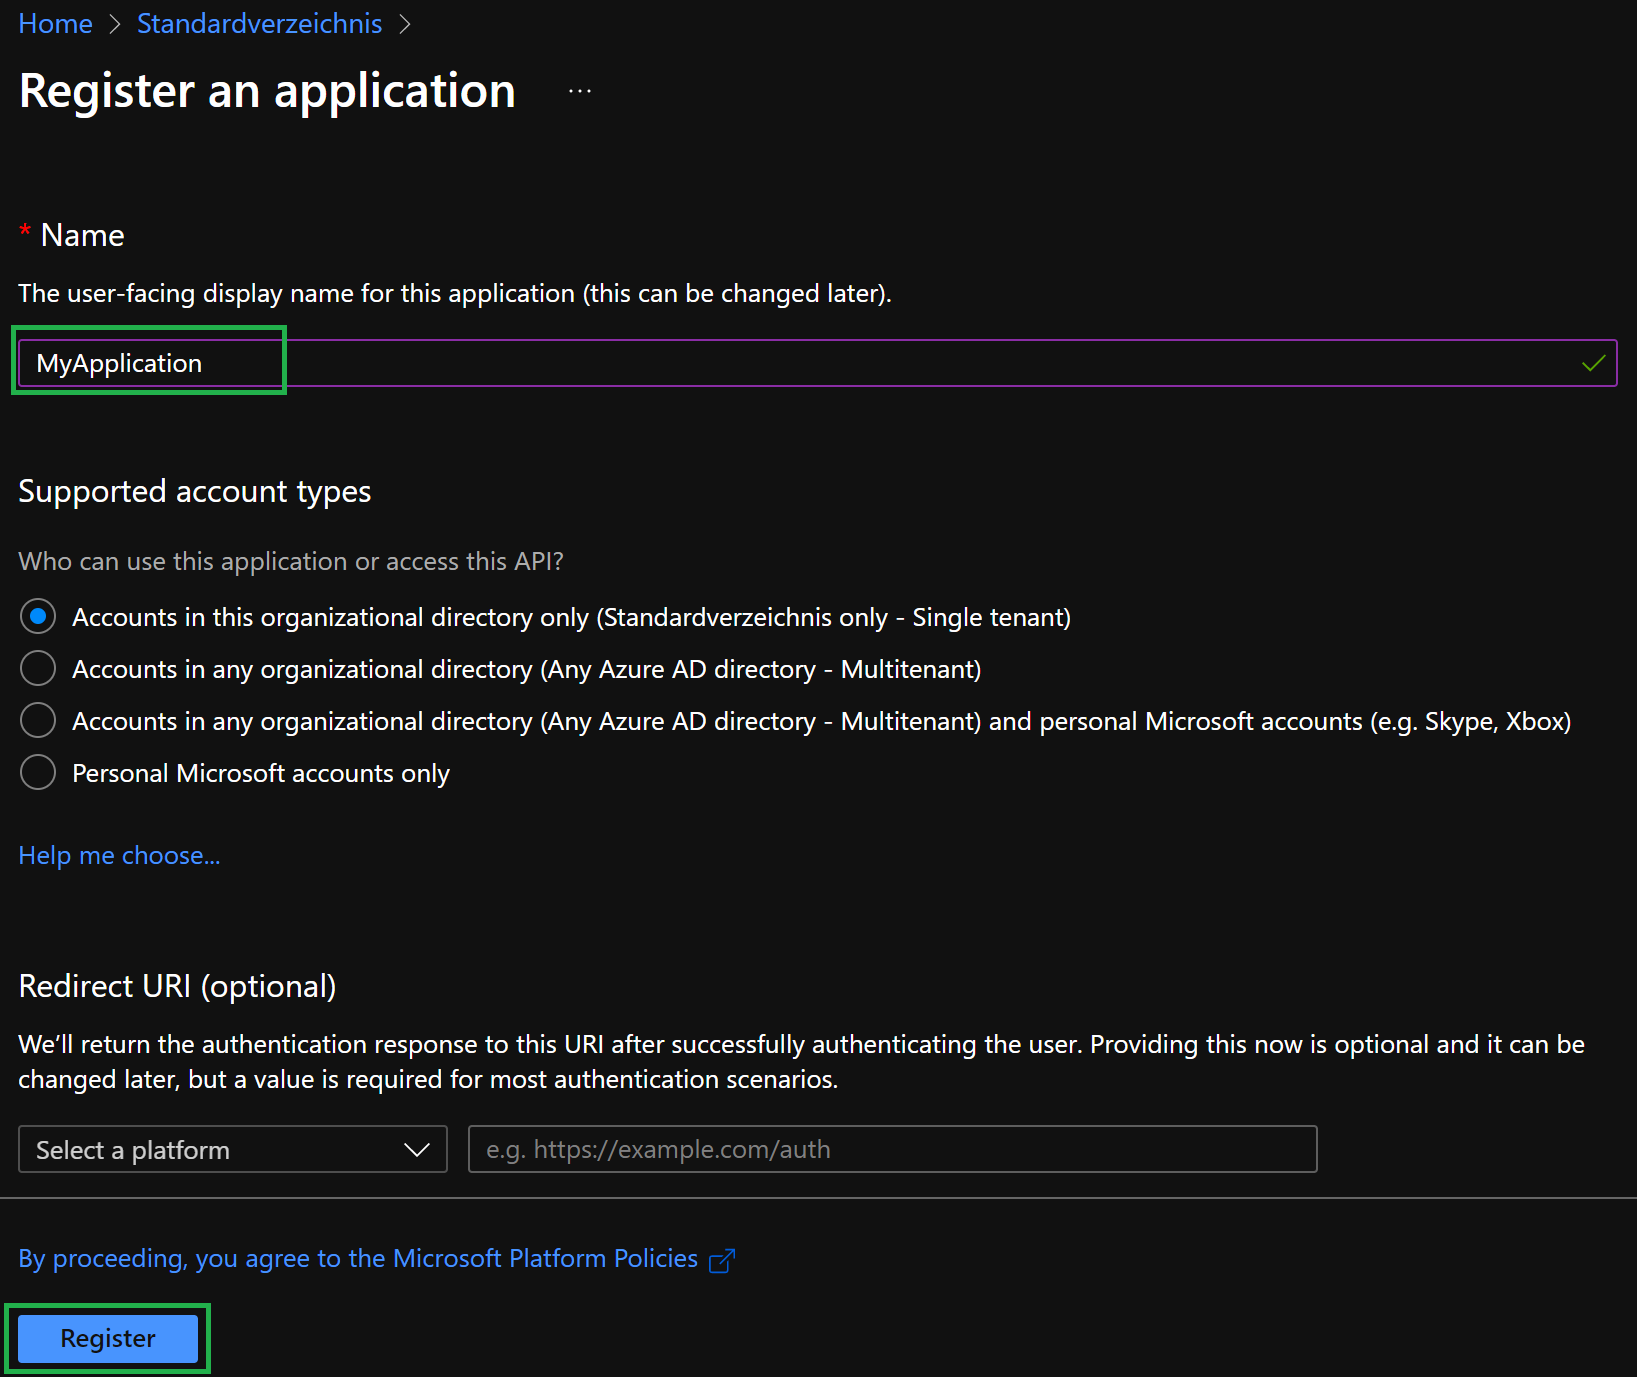 Home > Standardverzeichnis >
Register an application ...
* Name
The user-facing display name for this application (this can be changed later).
MyApplication
Supported account types
Who can use this application or access this API?
Accounts in this organizational directory only (Standardverzeichnis only - Single tenant)
Accounts in any organizational directory (Any Azure AD directory - Multitenant)
Accounts in any organizational directory (Any Azure AD directory - Multitenant) and personal Microsoft accounts (e.g. Skype, Xbox)
Personal Microsoft accounts only
Help me choose...
Redirect URI (optional)
We’ll return the authentication response to this URI after successfully authenticating the user. Providing this now is optional and it can be
changed later, but a value is required for most authentication scenarios.
Select a platform e.g. https://example.com/auth
By proceeding, you agree to the Microsoft Platform Policies
Register